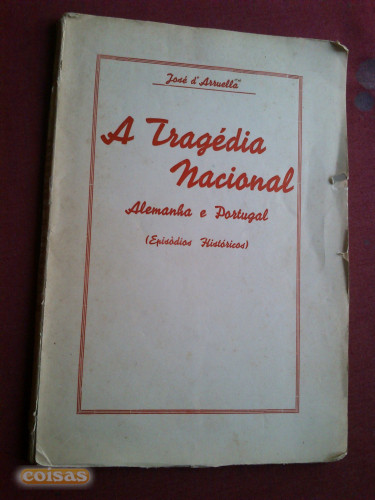 José d'Arruella
A Tragédia
Nacional
Alemanha e Portugal
(Episódios Históricos)
coisas